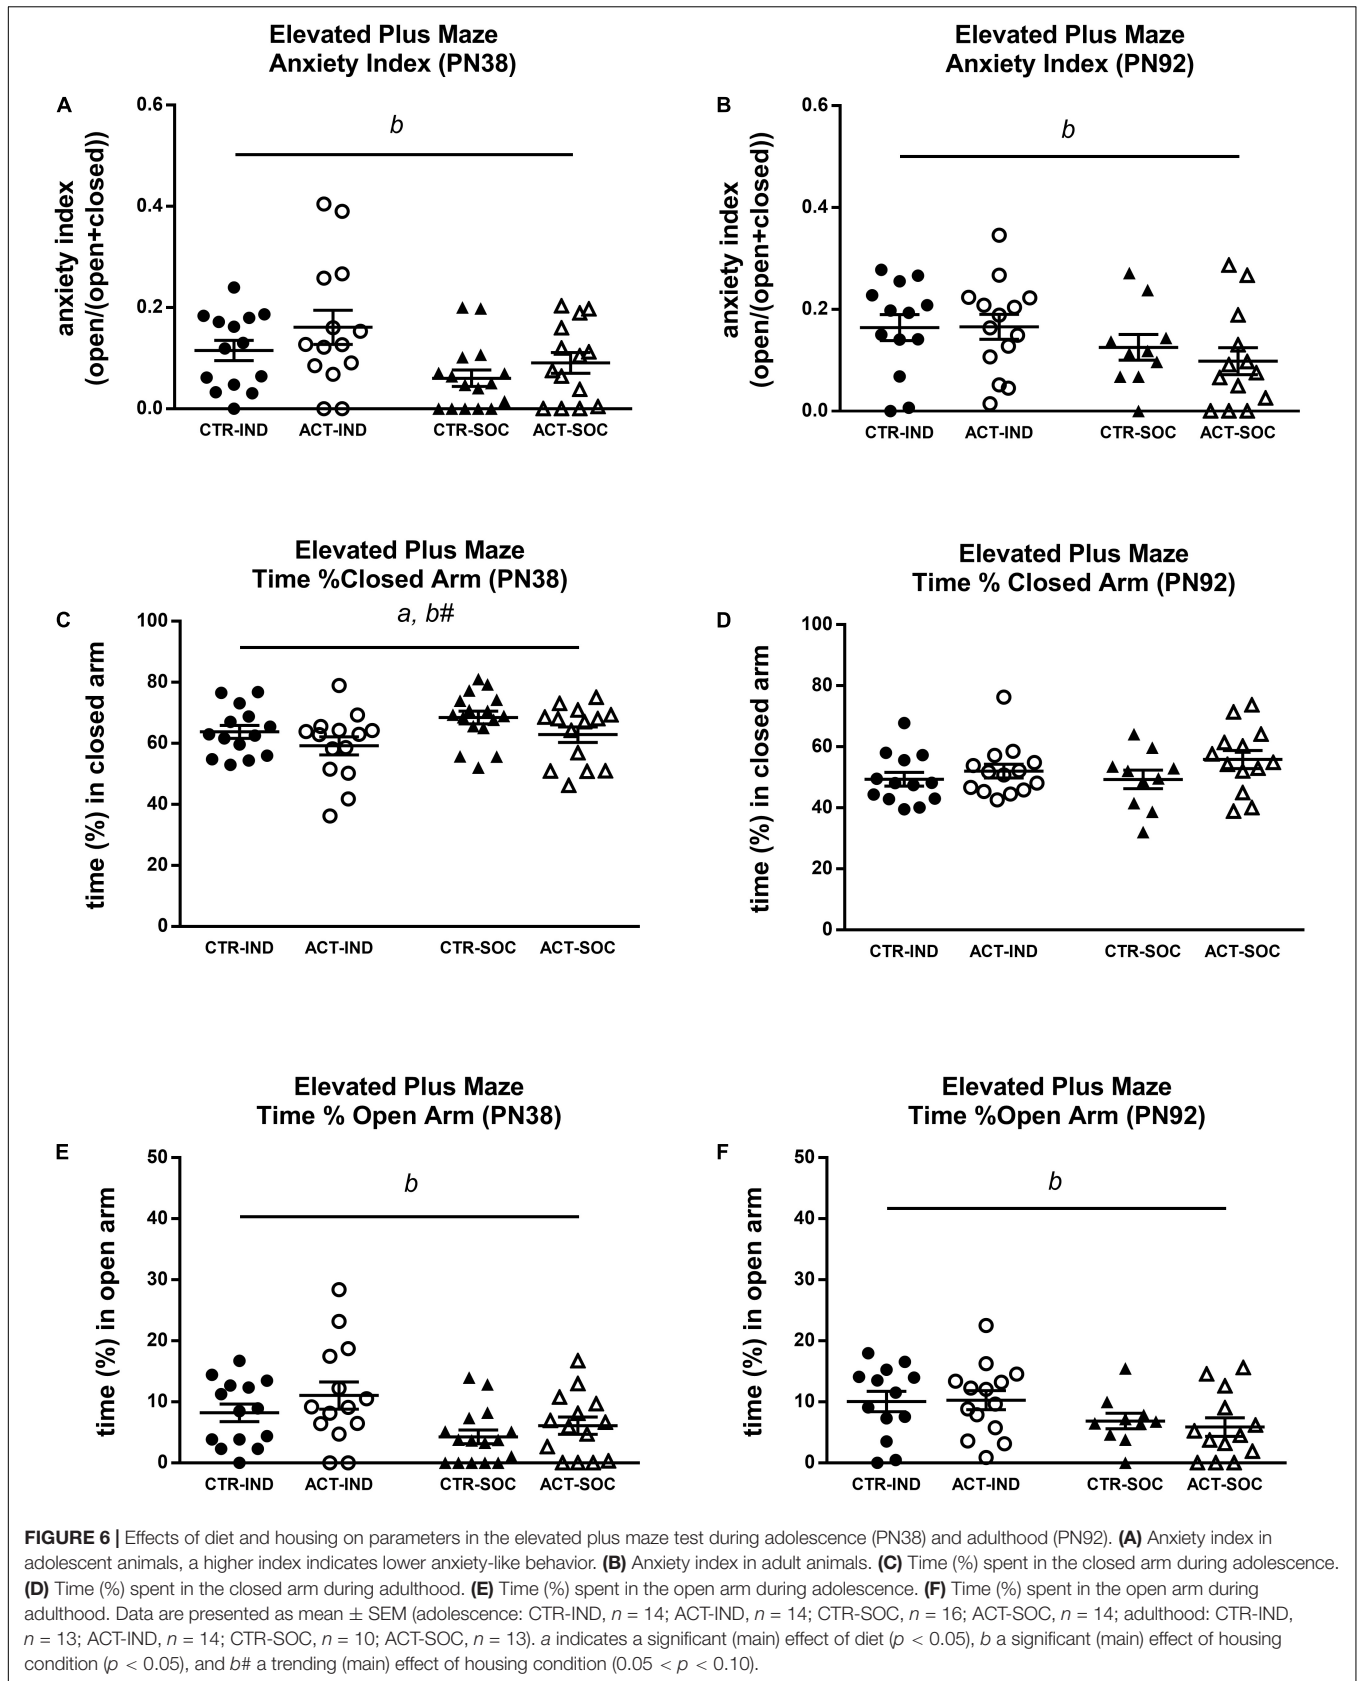 Elevated Plus Maze
Anxiety Index (PN38)
A
anxiety index
(open/(open+closed))
0.6
0.4
0.2
0.0
b
CTR-IND ACT-IND CTR-SOC ACT-SOC
Elevated Plus Maze
Anxiety Index (PN92)
B
anxiety index
(open/(open+closed))
0.6
0.4
0.2
0.0
b
CTR-IND ACT-IND CTR-SOC ACT-SOC
Elevated Plus Maze
Time %Closed Arm (PN38)
C
time (%) in closed arm
100
80
60
40
20
0
a, b#
CTR-IND ACT-IND CTR-SOC ACT-SOC
Elevated Plus Maze
Time % Closed Arm (PN92)
D
time (%) in closed arm
100
80
60
40
20
0
CTR-IND ACT-IND CTR-SOC ACT-SOC
Elevated Plus Maze
Time % Open Arm (PN38)
E
time (%) in open arm
50
40
30
20
10
0
b
CTR-IND ACT-IND CTR-SOC ACT-SOC
Elevated Plus Maze
Time %Open Arm (PN92)
F
time (%) in open arm
50
40
30
20
10
0
b
CTR-IND ACT-IND CTR-SOC ACT-SOC
FIGURE 6 | Effects of diet and housing on parameters in the elevated plus maze test during adolescence (PN38) and adulthood (PN92). (A) Anxiety index in
adolescent animals, a higher index indicates lower anxiety-like behavior. (B) Anxiety index in adult animals. (C) Time (%) spent in the closed arm during adolescence.
(D) Time (%) spent in the closed arm during adulthood. (E) Time (%) spent in the open arm during adolescence. (F) Time (%) spent in the open arm during
adulthood. Data are presented as mean ± SEM (adolescence: CTR-IND, n = 14; ACT-IND, n = 14; CTR-SOC, n = 16; ACT-SOC, n = 14; adulthood: CTR-IND,
n = 13; ACT-IND, n = 14; CTR-SOC, n = 10; ACT-SOC, n = 13). a indicates a significant (main) effect of diet (p < 0.05), b a significant (main) effect of housing
condition (p < 0.05), and b# a trending (main) effect of housing condition (0.05 < p < 0.10).